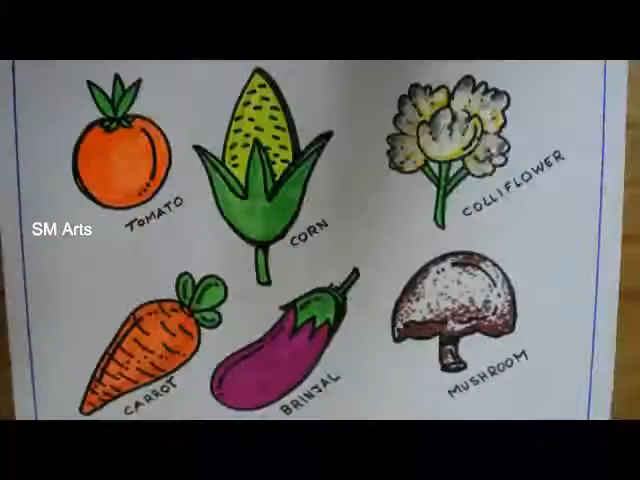 TOMATO
CORN
COLLIFLOWER
SM Arts
CARROT
BRINJAL
MUSHROOM